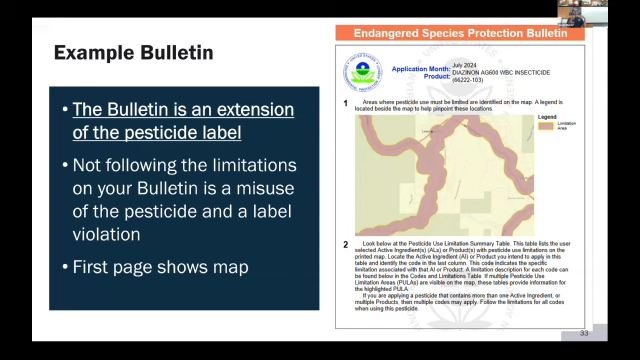 Example Bulletin
• The Bulletin is an extension
of the pesticide label
• Not following the limitations
on your Bulletin is a misuse
of the pesticide and a label
violation
• First page shows map
Endangered Species Protection Bulletin
Application Month: July 2024
Product: DIAZINON AG600 WBC INSECTICIDE
(66222-103)
1 Areas where pesticide use must be limited are identified on the map. A legend is
located beside the map to help pinpoint these locations.
Legend
Limitation
Area
2 Look below at the Pesticide Use Limitation Summary Table. This table lists the user
selected Active Ingredient(s) (AIs) or Product(s) with pesticide use limitations on the
printed map. Locate the Active Ingredient (AI) or Product you intend to apply in this
table and identify the code in the last column. This code indicates the specific
limitation associated with that AI or Product. A limitation description for each code can
be found below in the Codes and Limitations Table. If multiple Pesticide Use
Limitation Areas (PULAs) are visible on the map, these tables provide information for
the highlighted PULA.
If you are applying a pesticide that contains more than one Active Ingredient, or
multiple Products, then multiple codes may apply. Follow the limitations for all codes
when using this pesticide.
33